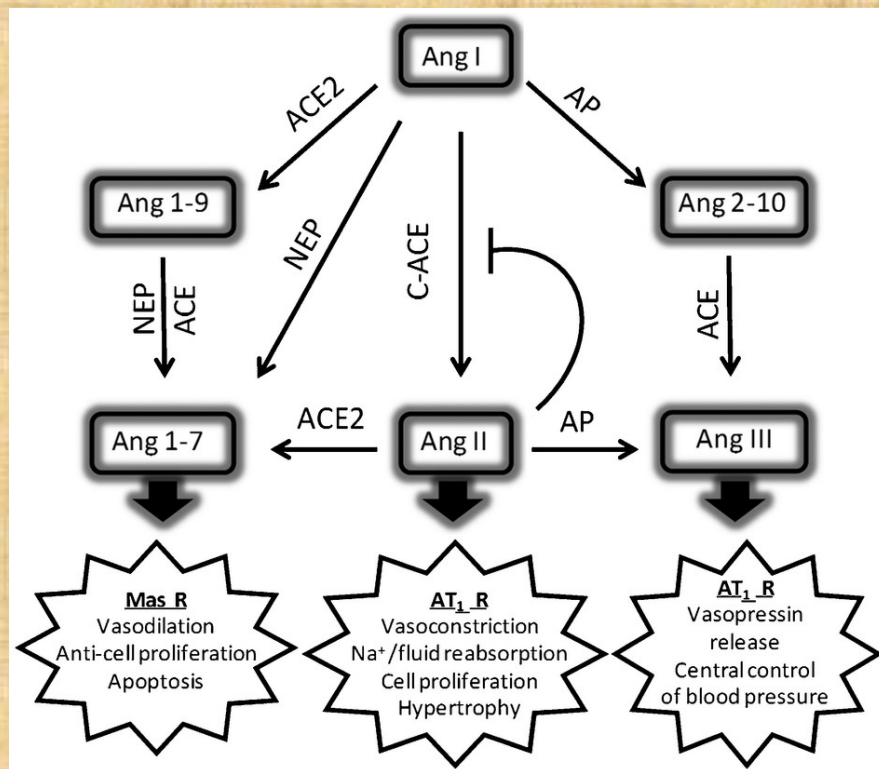 Ang I
ACE2
AP
Ang 1-9
NEP
C-ACE
Ang 2-10
NEP
ACE
ACE
Ang 1-7
ACE2
Ang II
AP
Ang III
Mas R
Vasodilation
Anti-cell proliferation
Apoptosis
AT₁ R
Vasoconstriction
Na⁺/fluid reabsorption
Cell proliferation
Hypertrophy
AT₁ R
Vasopressin
release
Central control
of blood pressure